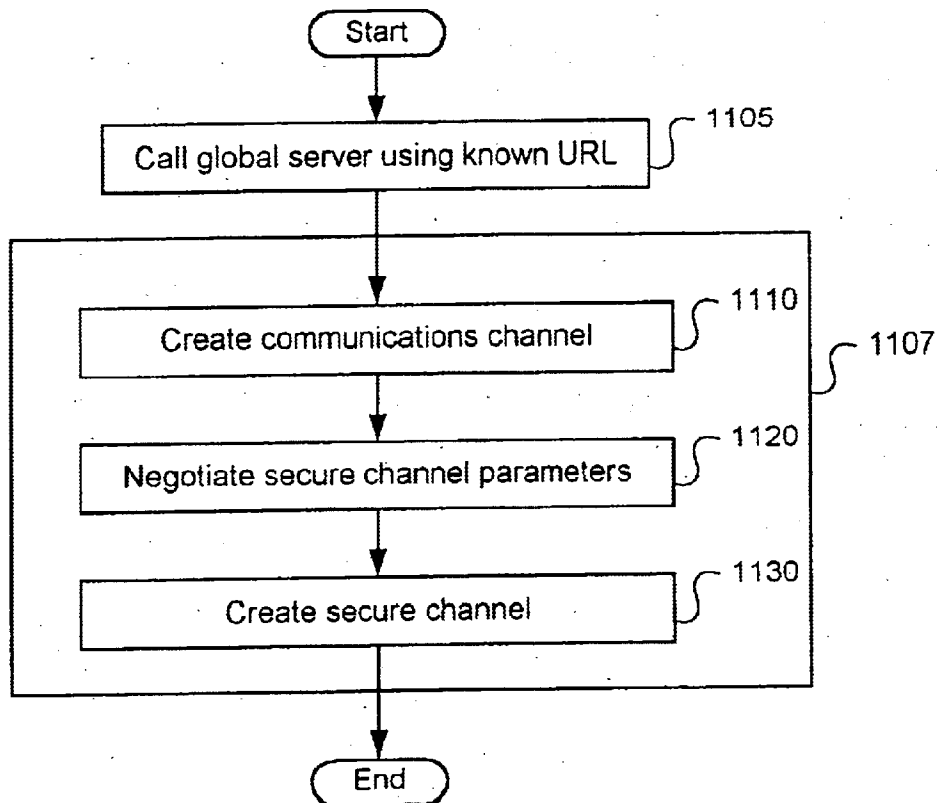 Start
Call global server using known URL
1105
Create communications channel
1110
1107
Negotiate secure channel parameters
1120
Create secure channel
1130
End